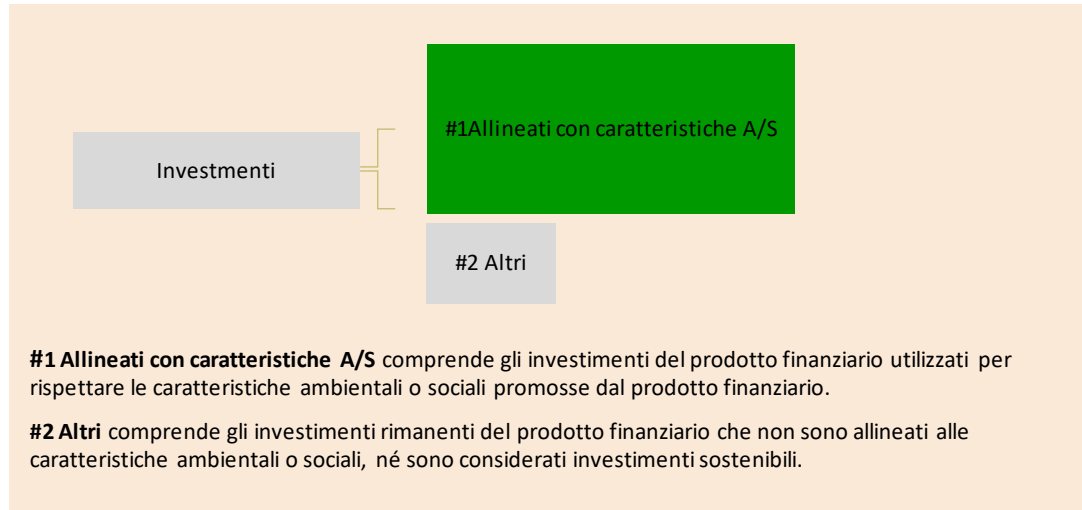 #1Allineati con caratteristiche A/S
Investimenti
#2 Altri
#1 Allineati con caratteristiche A/S comprende gli investimenti del prodotto finanziario utilizzati per
rispettare le caratteristiche ambientali o sociali promosse dal prodotto finanziario.
#2 Altri comprende gli investimenti rimanenti del prodotto finanziario che non sono allineati alle
caratteristiche ambientali o sociali, né sono considerati investimenti sostenibili.